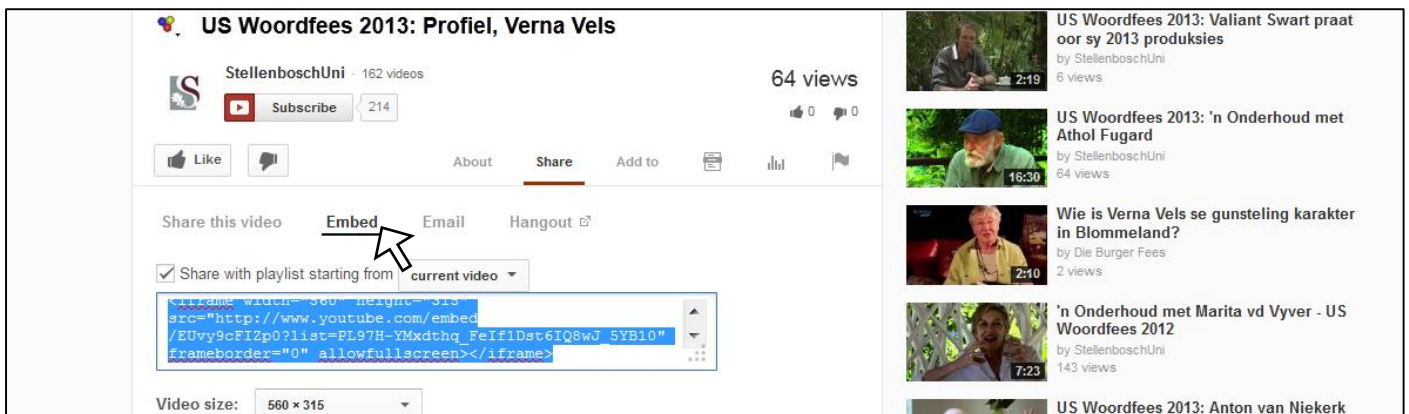 US Woordfees 2013: Profiel, Verna Vels
StellenboschUni · 162 videos
Subscribe 214
64 views
0 0
Like
About Share Add to
Share this video Embed Email Hangout
Share with playlist starting from current video
<iframe width="560" height="315"
src="http://www.youtube.com/embed
/EUvy9cFIZp0?list=PL97H-YMxdthq_FeIf1Dst6IQ8wJ_5YB10"
frameborder="0" allowfullscreen></iframe>
Video size: 560 × 315
2:19
US Woordfees 2013: Valiant Swart praat
oor sy 2013 produksies
by StellenboschUni
6 views
16:30
US Woordfees 2013: 'n Onderhoud met
Athol Fugard
by StellenboschUni
64 views
2:10
Wie is Verna Vels se gunsteling karakter
in Blommeland?
by Die Burger Fees
2 views
7:23
'n Onderhoud met Marita vd Vyver - US
Woordfees 2012
by StellenboschUni
143 views
US Woordfees 2013: Anton van Niekerk